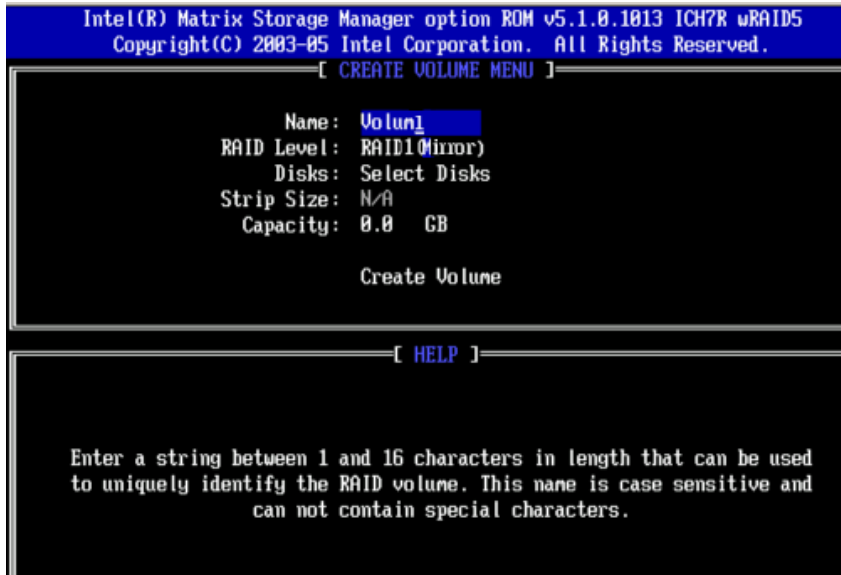 Intel(R) Matrix Storage Manager option ROM v5.1.0.1013 ICH7R wRAID5
Copyright(C) 2003-05 Intel Corporation. All Rights Reserved.
[ CREATE VOLUME MENU ]
Name: Volum1
RAID Level: RAID1(Mirror)
Disks: Select Disks
Strip Size: N/A
Capacity: 0.0 GB
Create Volume
[ HELP ]
Enter a string between 1 and 16 characters in length that can be used
to uniquely identify the RAID volume. This name is case sensitive and
can not contain special characters.